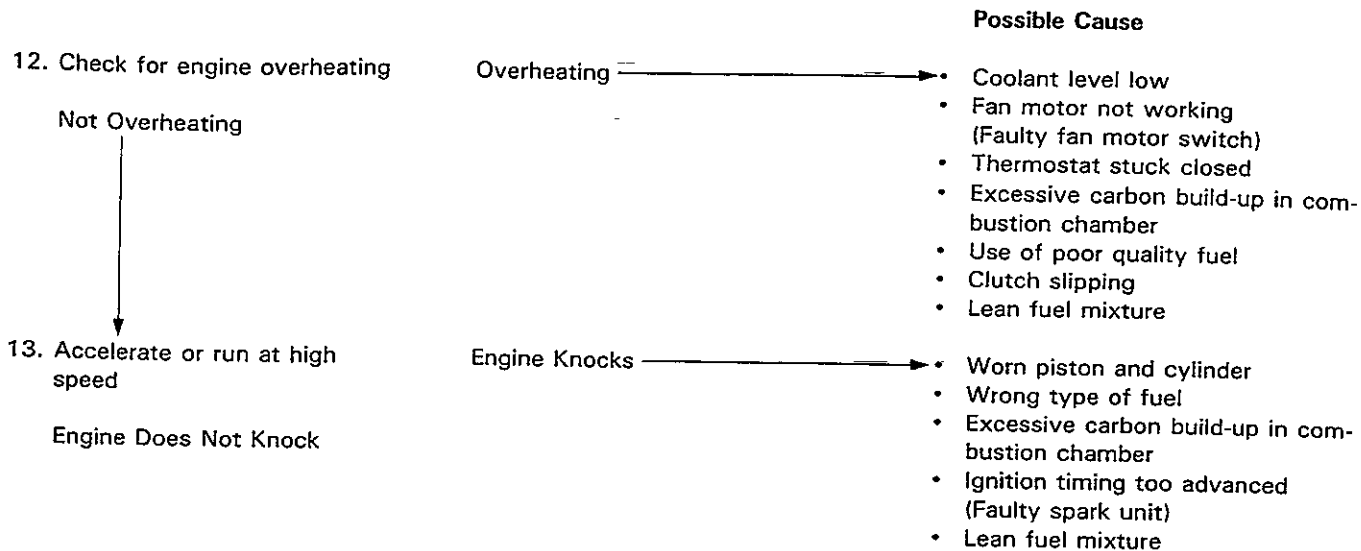 Possible Cause
12. Check for engine overheating
Overheating
• Coolant level low
Not Overheating
• Fan motor not working
(Faulty fan motor switch)
• Thermostat stuck closed
• Excessive carbon build-up in com-
bustion chamber
• Use of poor quality fuel
• Clutch slipping
• Lean fuel mixture
13. Accelerate or run at high
speed
Engine Knocks
• Worn piston and cylinder
• Wrong type of fuel
Engine Does Not Knock
• Excessive carbon build-up in com-
bustion chamber
• Ignition timing too advanced
(Faulty spark unit)
• Lean fuel mixture